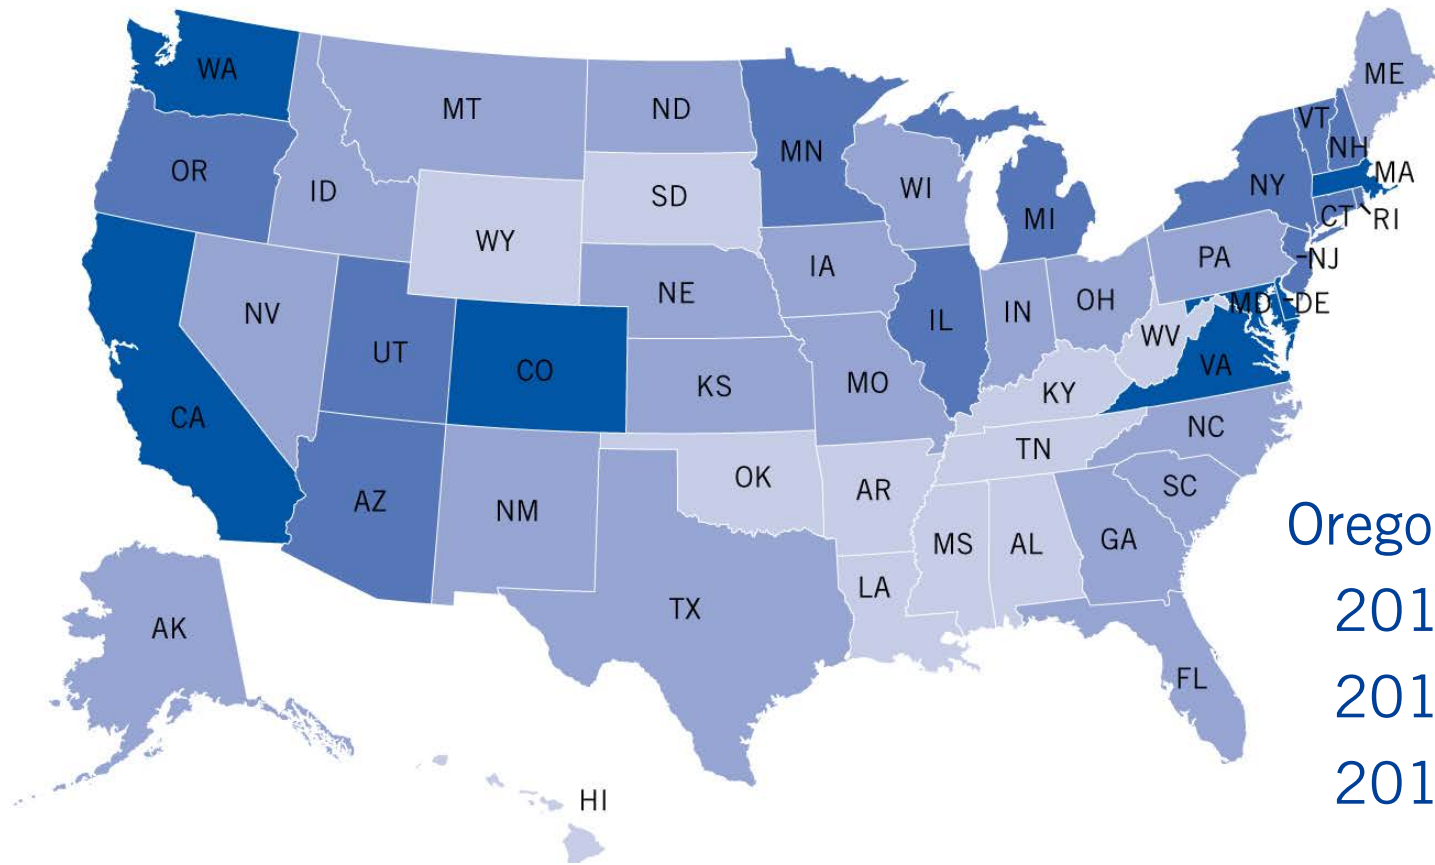 WA
MT
ND
MN
ME
VT
NH
OR
ID
SD
WI
MI
NY
MA
WY
CT
RI
IA
PA
NJ
NV
NE
IL
IN
OH
MD
DE
UT
CO
KS
MO
WV
VA
CA
KY
NC
TN
AZ
NM
OK
AR
SC
MS
AL
GA
LA
TX
AK
FL
HI
Orego
201
201
201